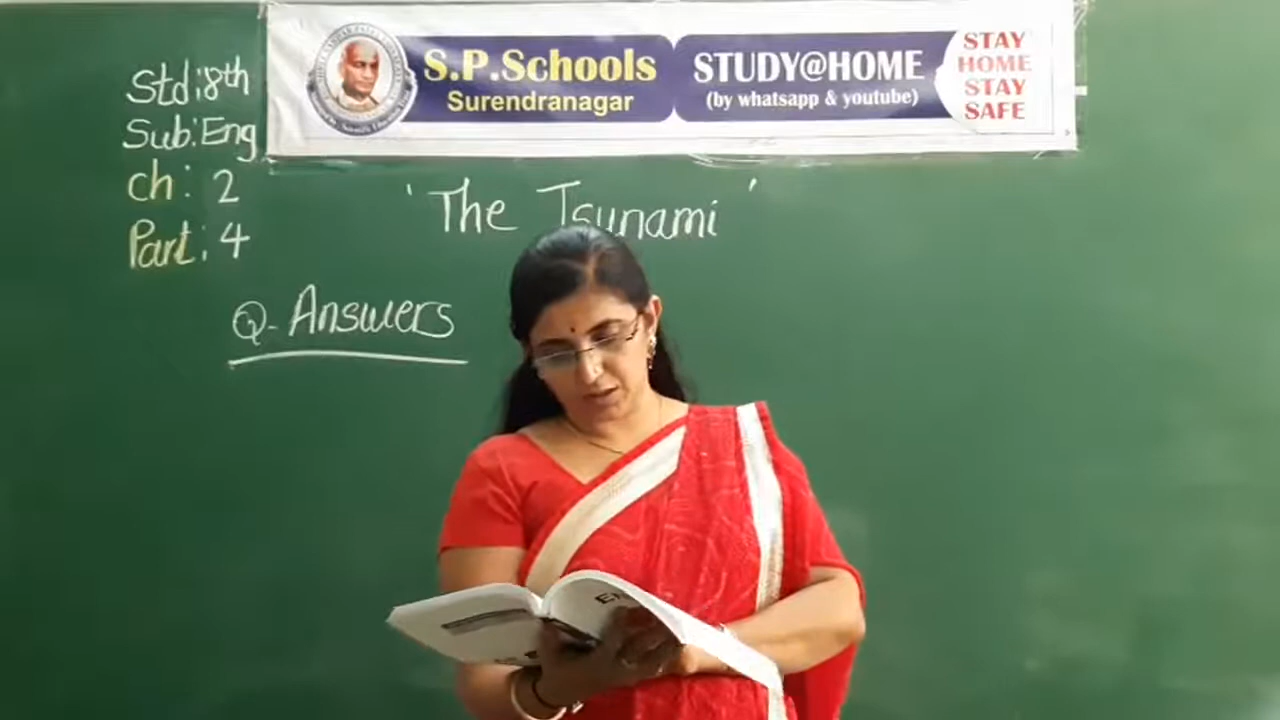 S.P.Schools
Surendranagar
STUDY@HOME
(by whatsapp & youtube)
STAY
HOME
STAY
SAFE
Std:8th
Sub:Eng
Ch: 2
Part: 4
'The Tsunami'
Q-Answers